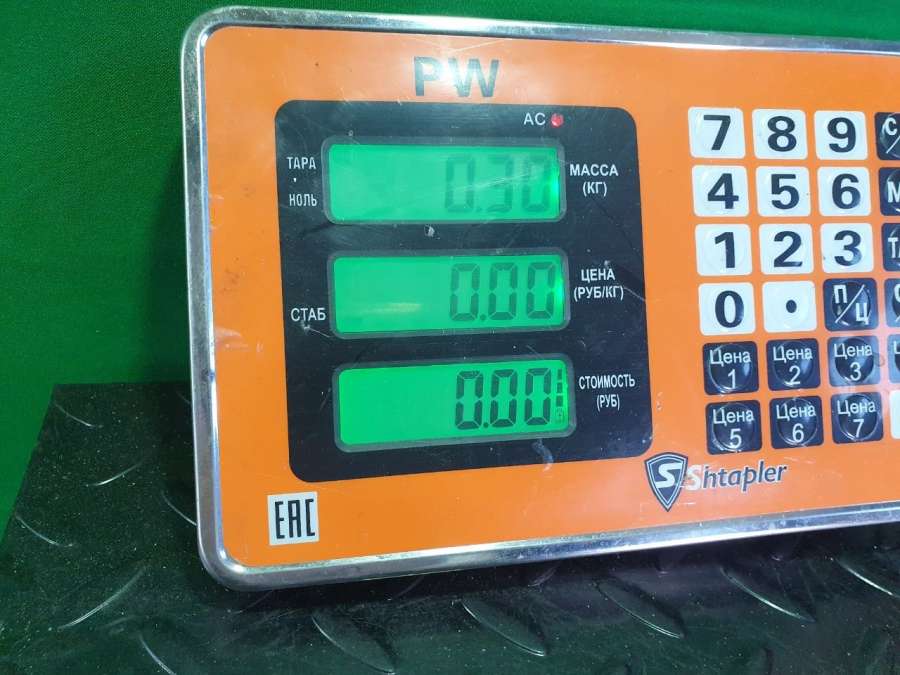 PW
AC
ТАРА
НОЛЬ
0.30
МАССА
(КГ)
СТАБ
0.00
ЦЕНА
(РУБ/КГ)
0.00
СТОИМОСТЬ
(РУБ)
7 8 9 С/
4 5 6 М
1 2 3
0 . П/Ц
Цена 1
Цена 2
Цена 3
Цена 5
Цена 6
Цена 7
S Shtapler
EAC